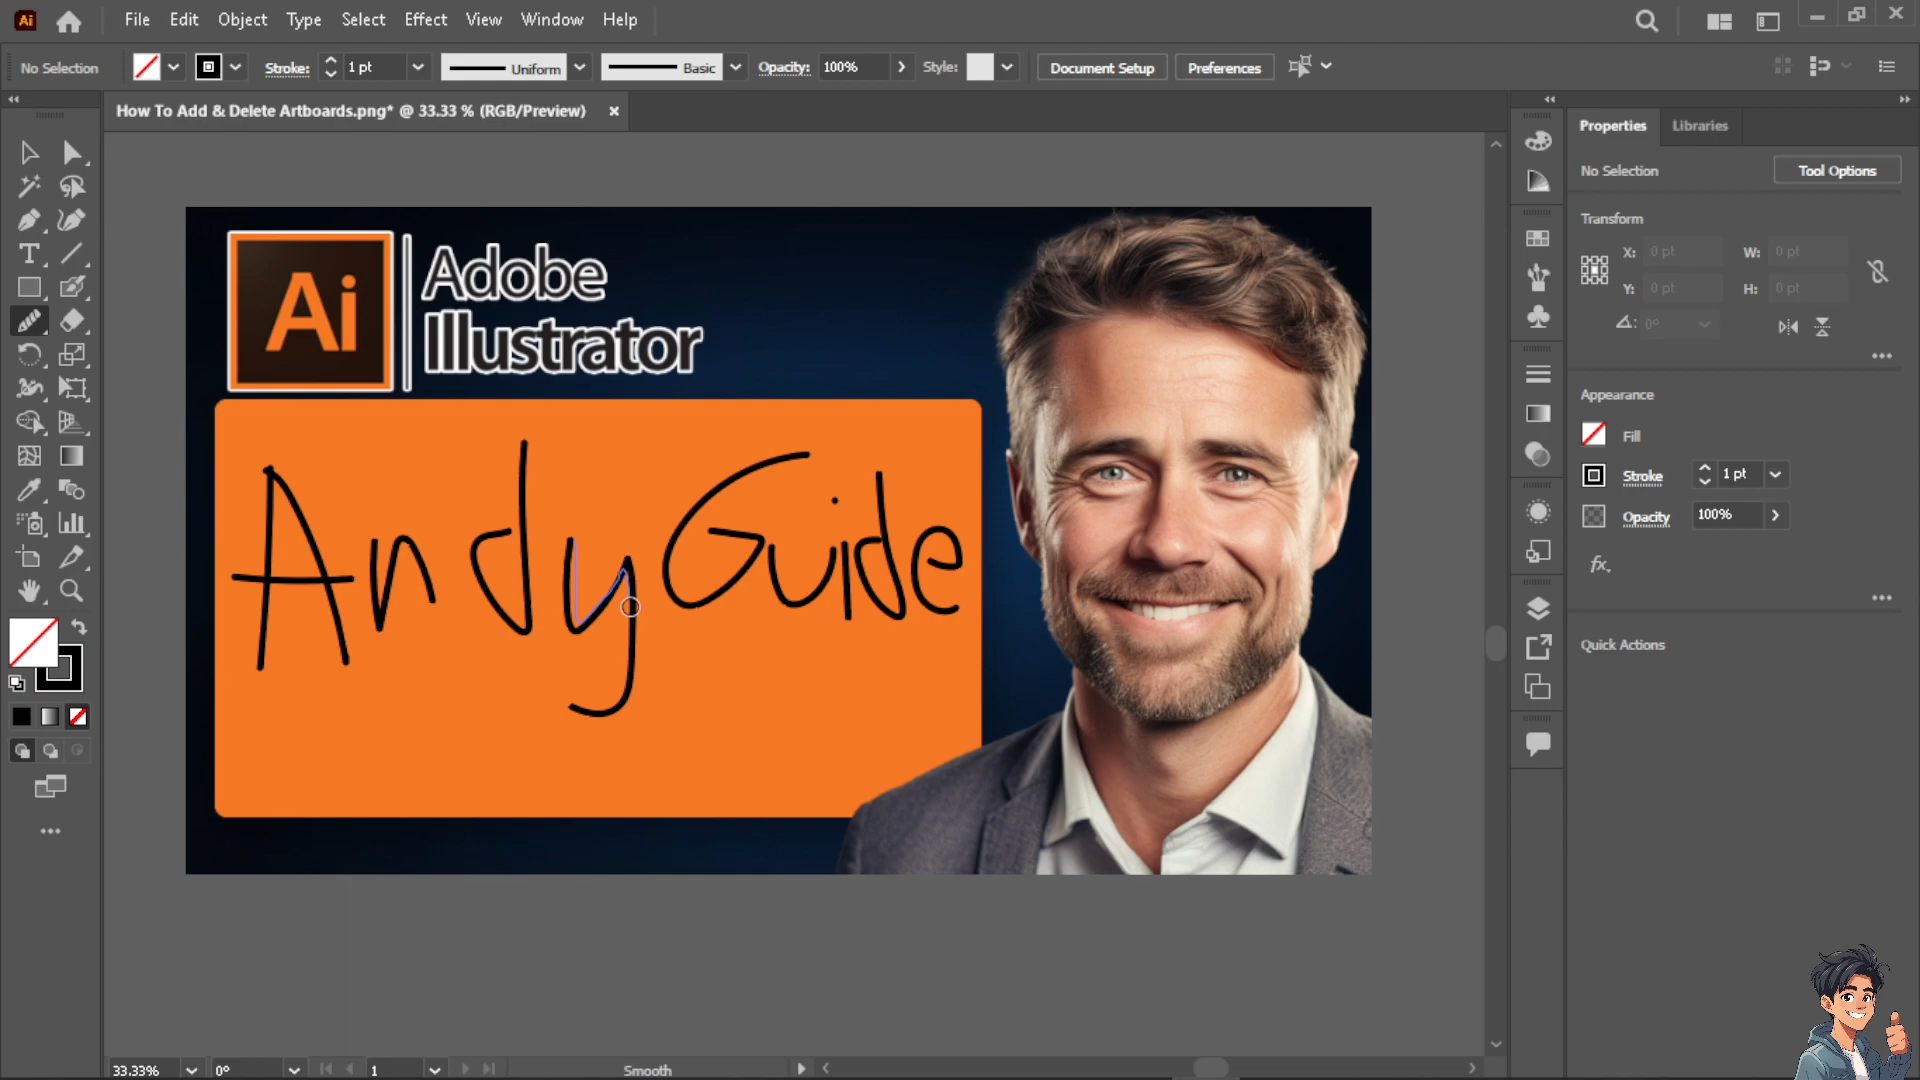 Ai File Edit Object Type Select Effect View Window Help
No Selection Stroke: 1 pt Uniform Basic Opacity: 100% Style: Document Setup Preferences
How To Add & Delete Artboards.png* @ 33.33 % (RGB/Preview) ×
Properties Libraries
No Selection Tool Options
Transform
X: 0 pt W: 0 pt
Y: 0 pt H: 0 pt
0°
Appearance
Fill
Stroke 1 pt
Opacity 100%
fx.
Quick Actions
Ai Adobe
Illustrator
Andy Guide
T
33.33% 0° 1 Smooth